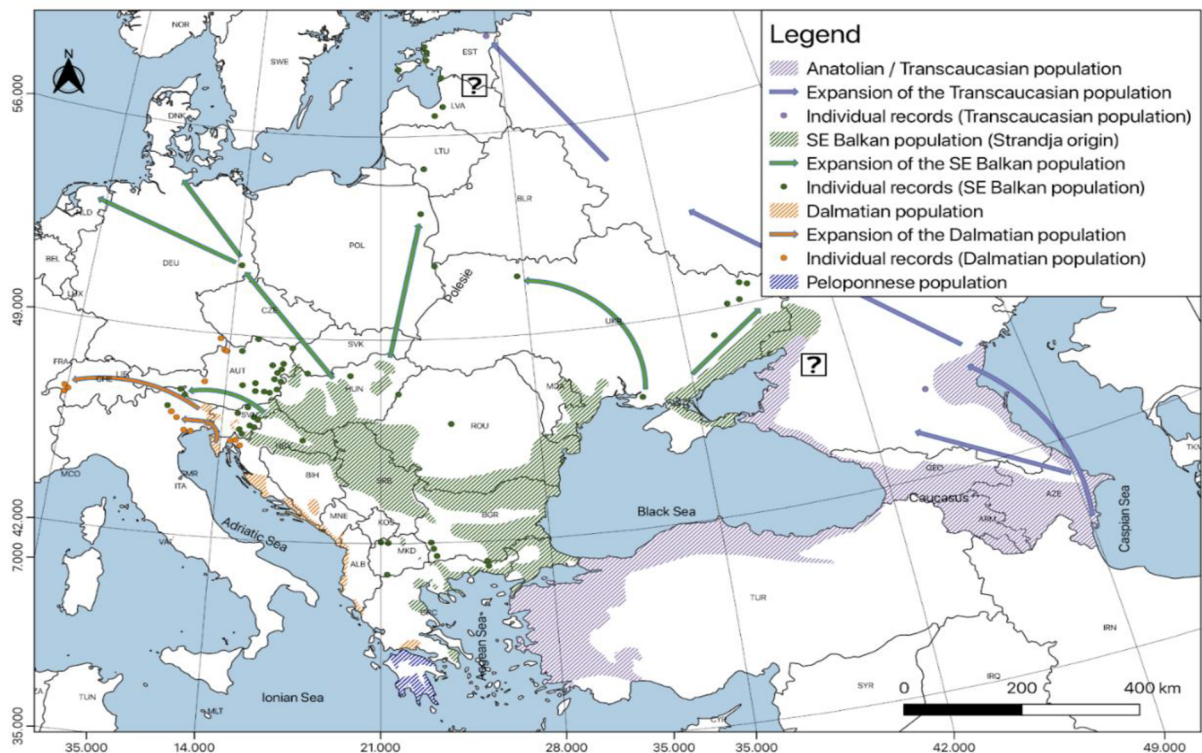 Legend
Anatolian / Transcaucasian population
Expansion of the Transcaucasian population
Individual records (Transcaucasian population)
SE Balkan population (Strandja origin)
Expansion of the SE Balkan population
Individual records (SE Balkan population)
Dalmatian population
Expansion of the Dalmatian population
Individual records (Dalmatian population)
Peloponnese population
N
NOR
SWE
EST
?
LVA
DNK
LTU
BLR
NLD
POL
DEU
BEL
LUX
Polesie
CZE
UKR
SVK
FRA
CHE
AUT
HUN
?
ROU
BIH
SRB
SMR
MCO
ITA
MNE
KOS
BGR
Black Sea
GEO
Caucasus
AZE
ARM
Caspian Sea
Adriatic Sea
VAT
MKD
ALB
GRC
Aegean Sea
TUR
IRN
TUN
MLT
Ionian Sea
SYR
IRQ
CYP
0 200 400 km
56.000
49.000
42.000
7.000
35.000
35.000 14.000 21.000 28.000 35.000 35.000 42.000 49.000